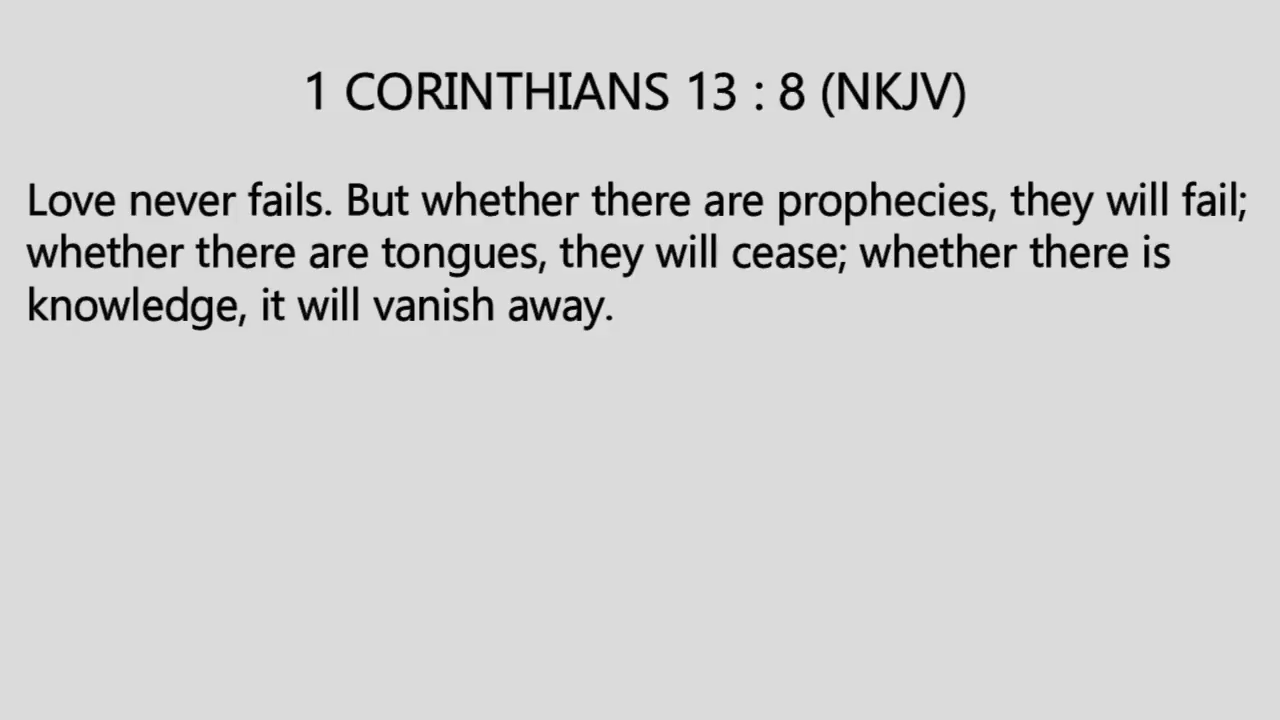 1 CORINTHIANS 13 : 8 (NKJV)
Love never fails. But whether there are prophecies, they will fail;
whether there are tongues, they will cease; whether there is
knowledge, it will vanish away.